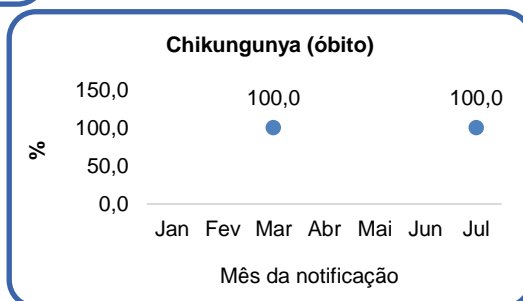 Chikungunya (óbito)
150,0
100,0
50,0
0,0
%
100,0 100,0
Jan Fev Mar Abr Mai Jun Jul
Mês da notificação